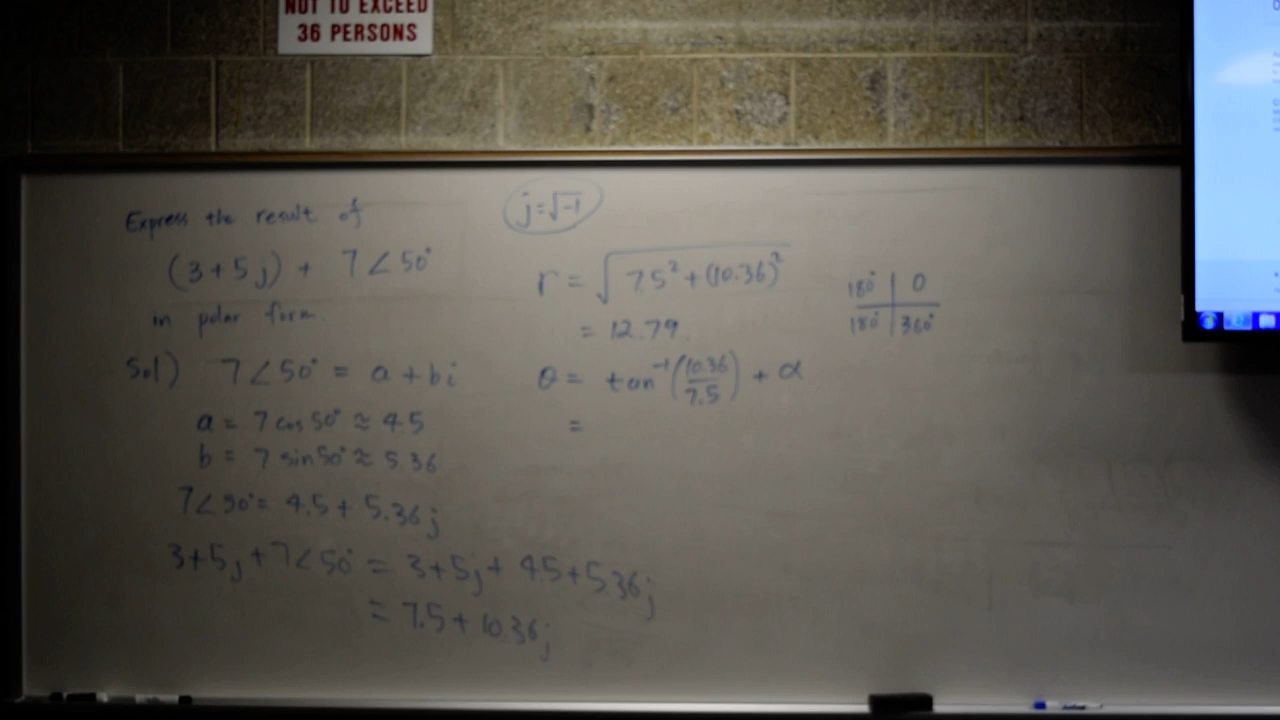 NOT TO EXCEED
36 PERSONS
Express the result of
(3+5j) + 7∠50°
in polar form.
Sol) 7∠50° = a+bi
a = 7 cos 50° ≈ 4.5
b = 7 sin 50° ≈ 5.36
7∠50° = 4.5 + 5.36j
3+5j+7∠50° = 3+5j+ 4.5+5.36j
= 7.5+10.36j
j=√-1
r = √7.5²+(10.36)²
= 12.79.
θ = tan⁻¹(10.36/7.5) + α
=
180° | 0
180° | 360°